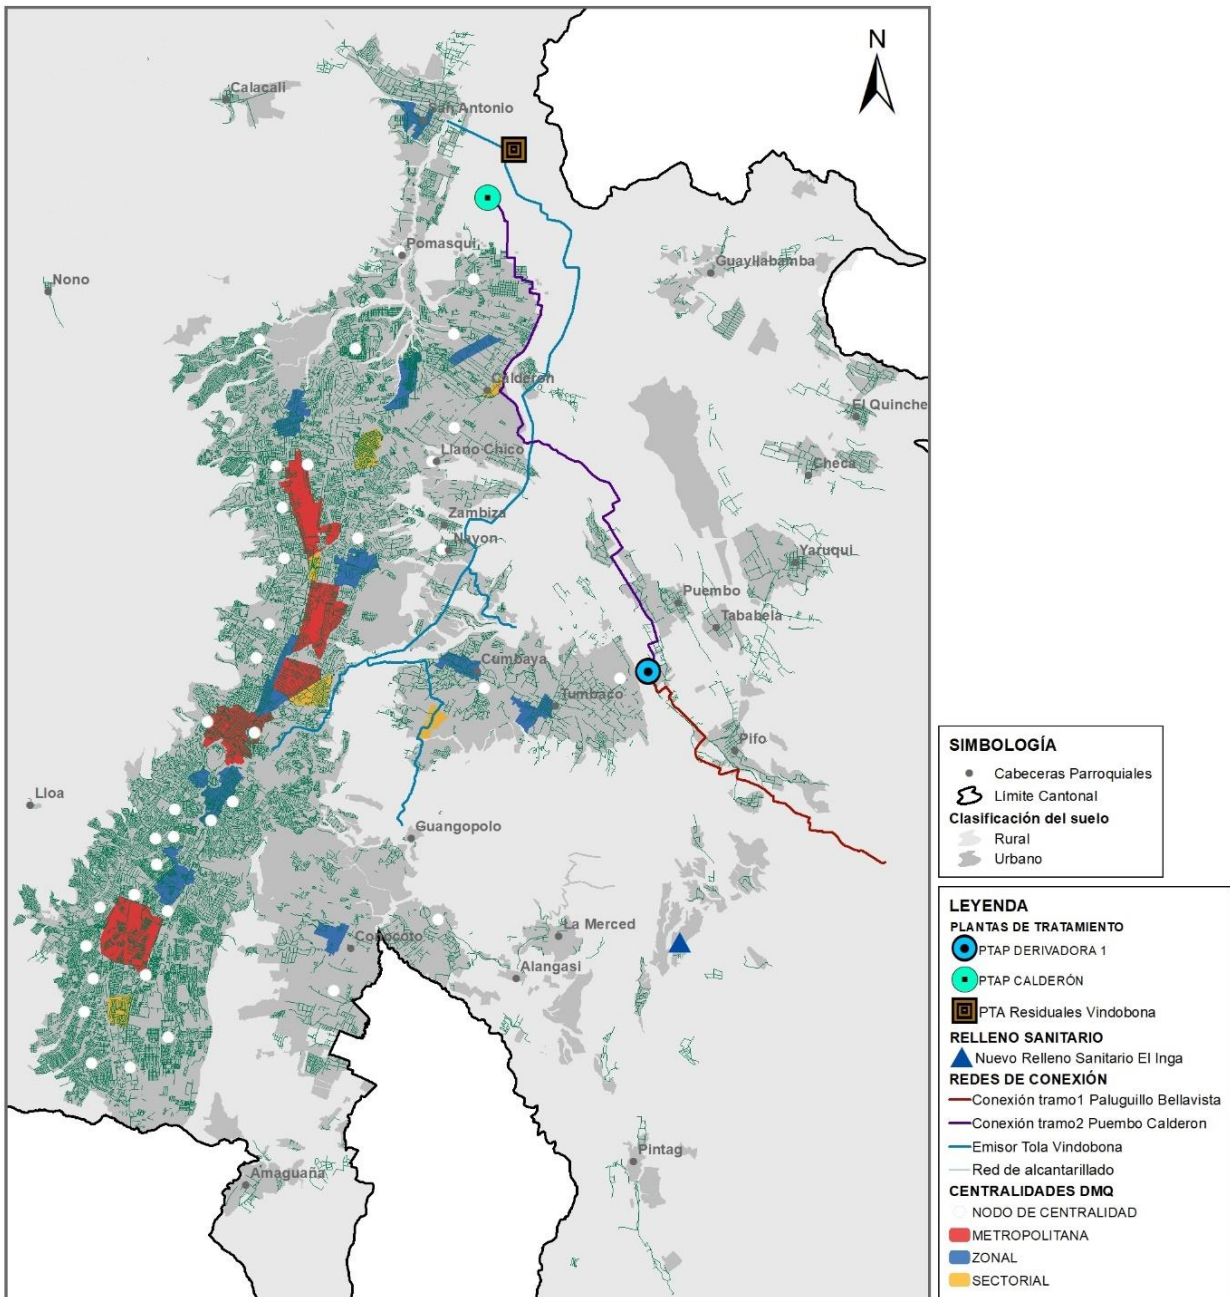 N
Calacali
San Antonio
Pomasqui
Guayllabamba
Nono
Calderón
El Quinche
Llano Chico
Checa
Zambiza
Nayon
Yaruqui
Puembo
Tababela
Cumbaya
Tumbaco
Pifo
Lloa
Guangopolo
La Merced
Conocoto
Alangasi
Pintag
Amaguaña
SIMBOLOGÍA
Cabeceras Parroquiales
Limite Cantonal
Clasificación del suelo
Rural
Urbano
LEYENDA
PLANTAS DE TRATAMIENTO
PTAP DERIVADORA 1
PTAP CALDERÓN
PTA Residuales Vindobona
RELLENO SANITARIO
Nuevo Relleno Sanitario El Inga
REDES DE CONEXIÓN
Conexión tramo1 Paluguillo Bellavista
Conexión tramo2 Puembo Calderon
Emisor Tola Vindobona
Red de alcantarillado
CENTRALIDADES DMQ
NODO DE CENTRALIDAD
METROPOLITANA
ZONAL
SECTORIAL